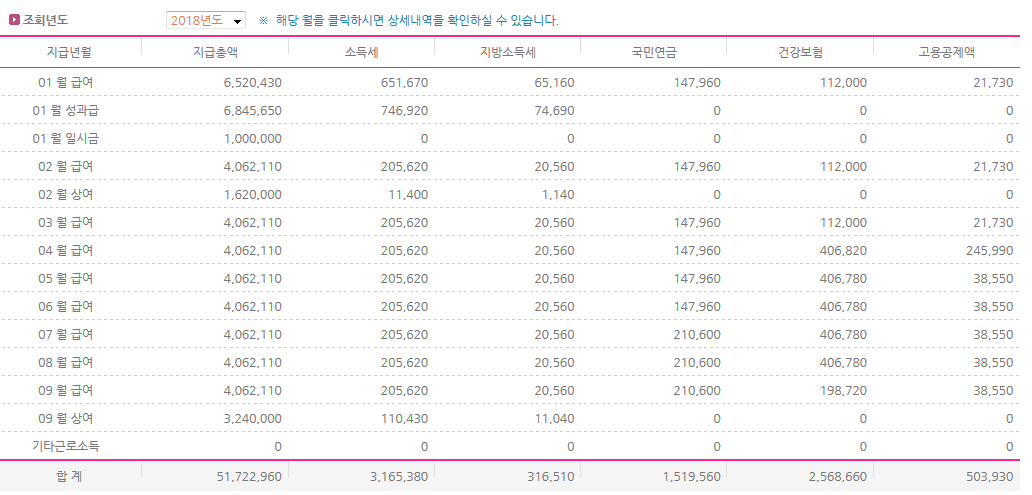 조회년도 2018년도 ※ 해당 월을 클릭하시면 상세내역을 확인하실 수 있습니다.
지급년월 지급총액 소득세 지방소득세 국민연금 건강보험 고용공제액
01 월 급여 6,520,430 651,670 65,160 147,960 112,000 21,730
01 월 성과급 6,845,650 746,920 74,690 0 0 0
01 월 일시금 1,000,000 0 0 0 0 0
02 월 급여 4,062,110 205,620 20,560 147,960 112,000 21,730
02 월 상여 1,620,000 11,400 1,140 0 0 0
03 월 급여 4,062,110 205,620 20,560 147,960 112,000 21,730
04 월 급여 4,062,110 205,620 20,560 147,960 406,820 245,990
05 월 급여 4,062,110 205,620 20,560 147,960 406,780 38,550
06 월 급여 4,062,110 205,620 20,560 147,960 406,780 38,550
07 월 급여 4,062,110 205,620 20,560 210,600 406,780 38,550
08 월 급여 4,062,110 205,620 20,560 210,600 406,780 38,550
09 월 급여 4,062,110 205,620 20,560 210,600 198,720 38,550
09 월 상여 3,240,000 110,430 11,040 0 0 0
기타근로소득 0 0 0 0 0 0
합 계 51,722,960 3,165,380 316,510 1,519,560 2,568,660 503,930